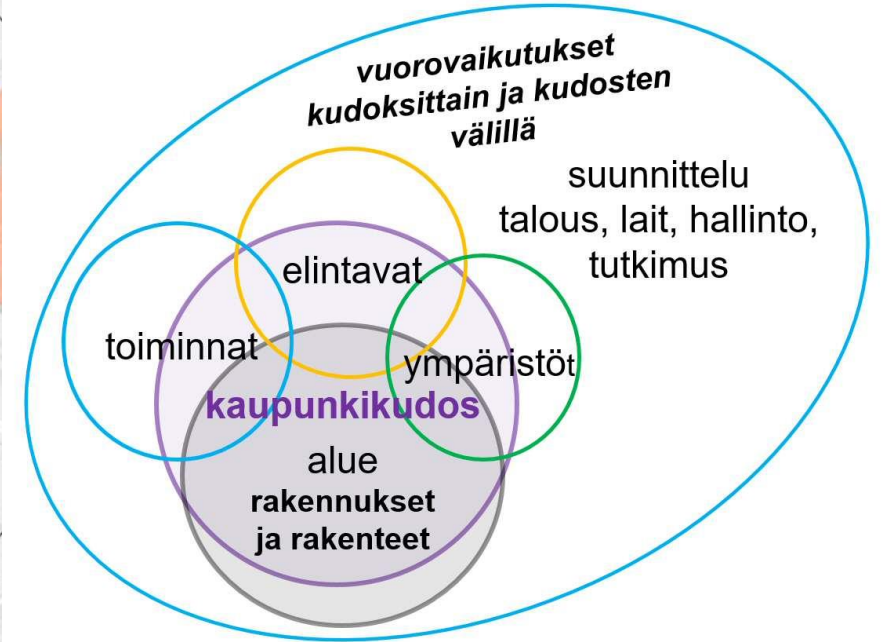 vuorovaikutukset
kudoksittain ja kudosten
välillä
suunnittelu
talous, lait, hallinto,
tutkimus
elintavat
toiminnat
ympäristöt
kaupunkikudos
alue
rakennukset
ja rakenteet